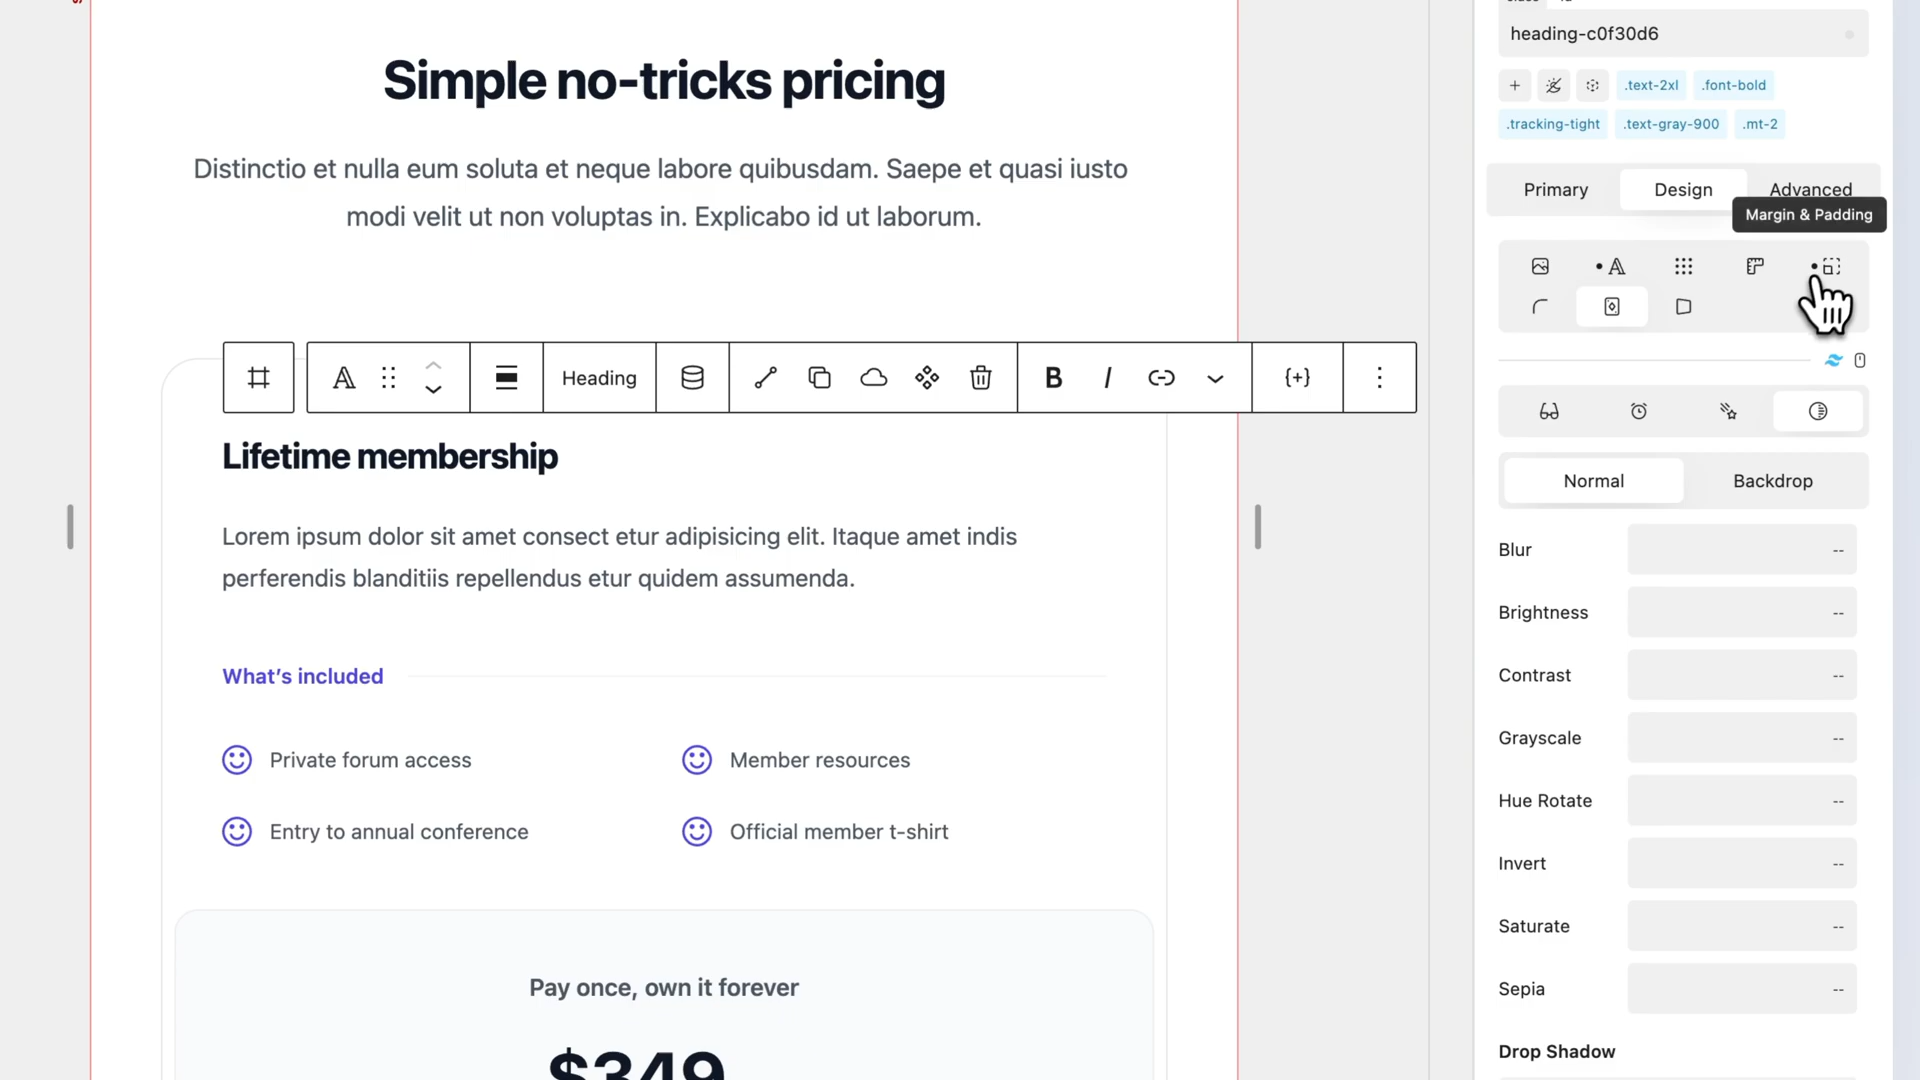 Simple no-tricks pricing
Distinctio et nulla eum soluta et neque labore quibusdam. Saepe et quasi iusto
modi velit ut non voluptas in. Explicabo id ut laborum.
Heading
B
I
{+}
Lifetime membership
Lorem ipsum dolor sit amet consect etur adipisicing elit. Itaque amet indis
perferendis blanditiis repellendus etur quidem assumenda.
What's included
Private forum access
Member resources
Entry to annual conference
Official member t-shirt
Pay once, own it forever
$349
heading-c0f30d6
.text-2xl
.font-bold
.tracking-tight
.text-gray-900
.mt-2
Primary
Design
Advanced
Margin & Padding
Normal
Backdrop
Blur
--
Brightness
--
Contrast
--
Grayscale
--
Hue Rotate
--
Invert
--
Saturate
--
Sepia
--
Drop Shadow